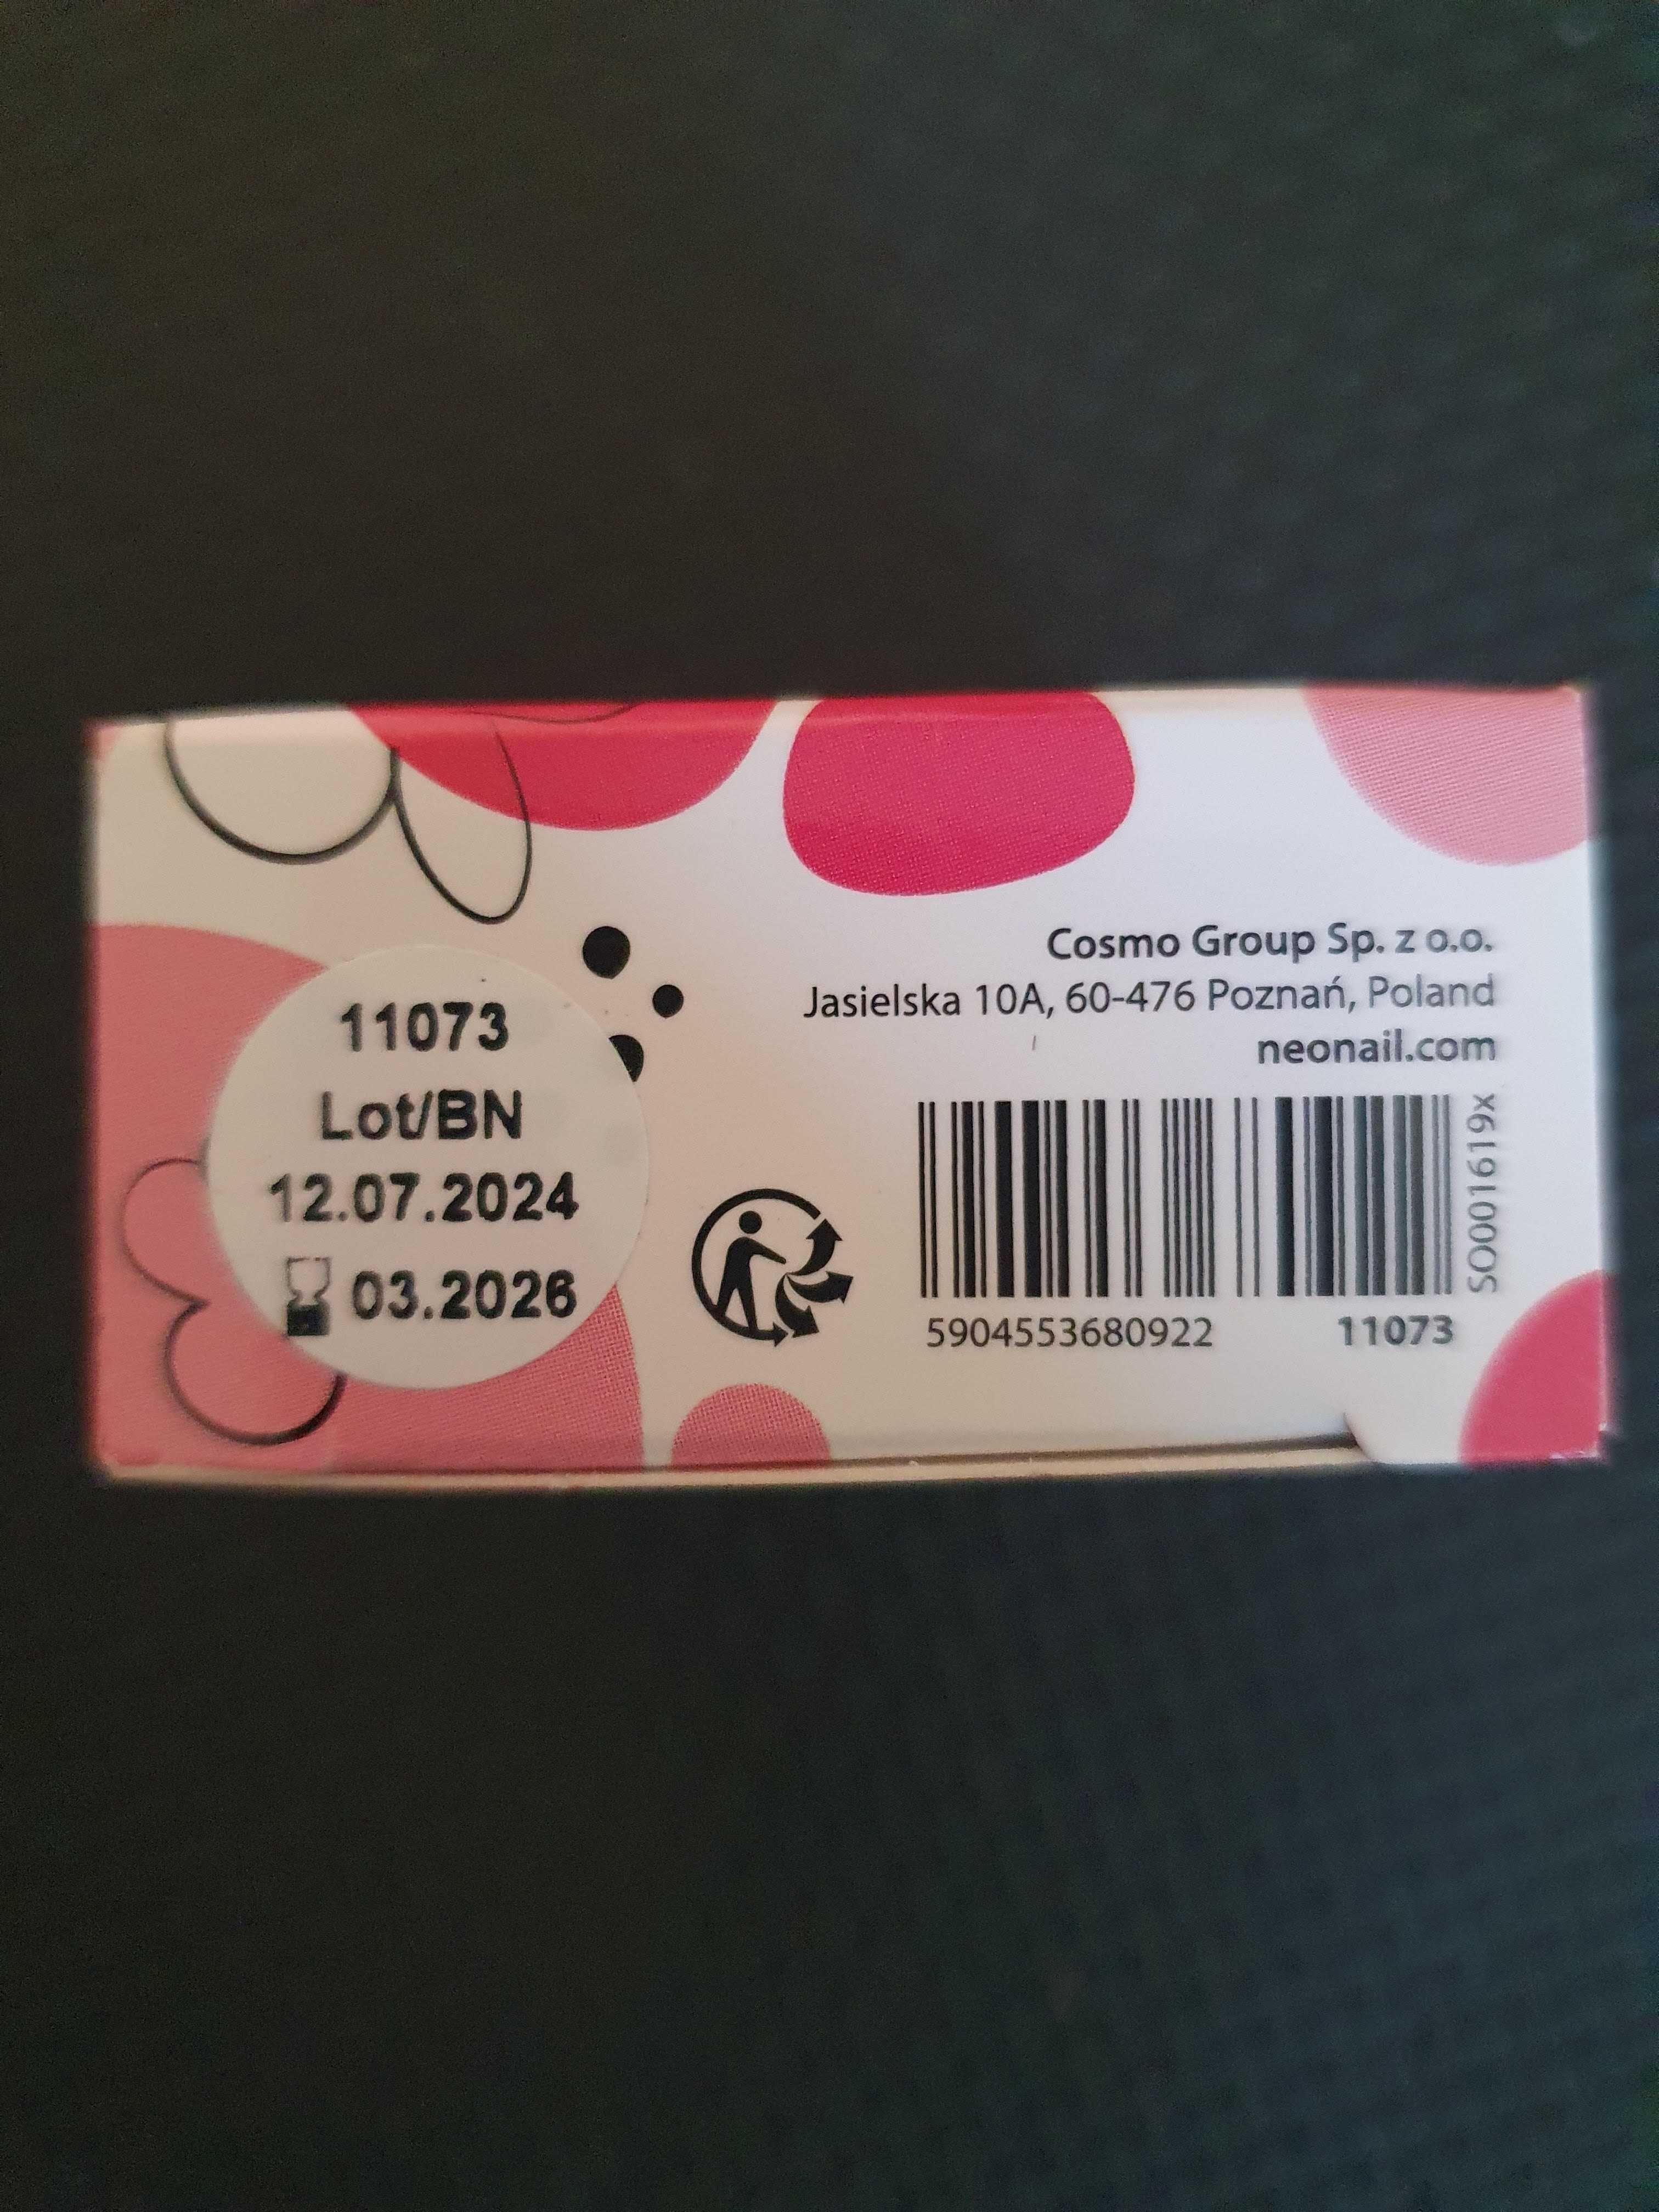 11073
Lot/BN
12.07.2024
03.2026
Cosmo Group Sp. z o.o.
Jasielska 10A, 60-476 Poznań, Poland
neonail.com
SO001619x
5904553680922
11073